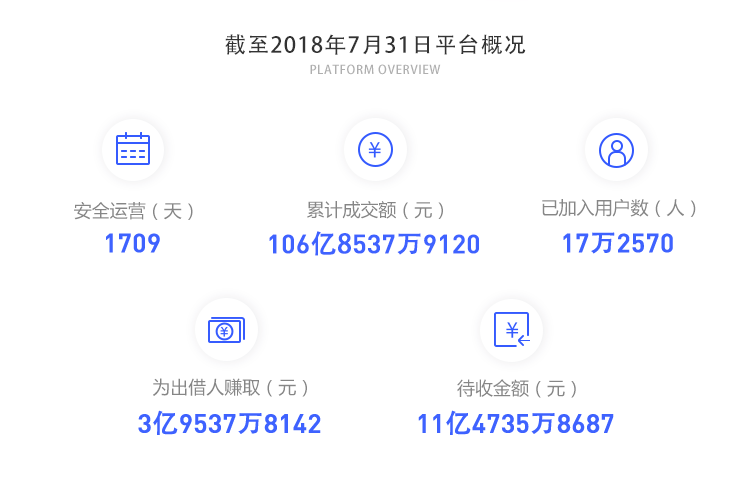 截至2018年7月31日平台概况
PLATFORM OVERVIEW
安全运营（天）
1709
累计成交额（元）
106亿8537万9120
已加入用户数（人）
17万2570
为出借人赚取（元）
3亿9537万8142
待收金额（元）
11亿4735万8687